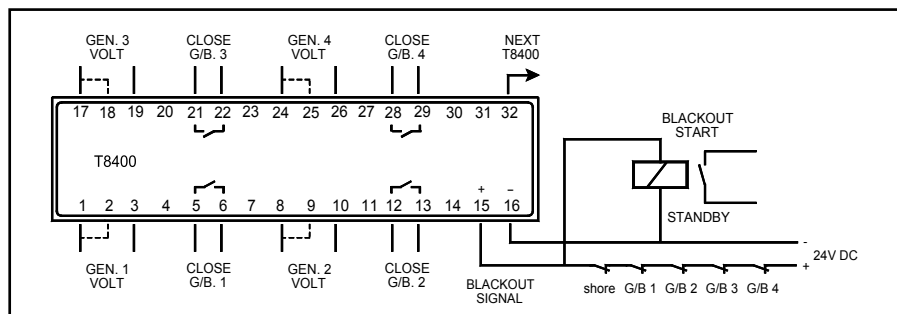 GEN. 3 VOLT
CLOSE G/B. 3
GEN. 4 VOLT
CLOSE G/B. 4
NEXT T8400
17 18 19 20 21 22 23 24 25 26 27 28 29 30 31 32
T8400
+ −
1 2 3 4 5 6 7 8 9 10 11 12 13 14 15 16
GEN. 1 VOLT
CLOSE G/B. 1
GEN. 2 VOLT
CLOSE G/B. 2
BLACKOUT SIGNAL
BLACKOUT START
STANDBY
-
+
24V DC
shore G/B 1 G/B 2 G/B 3 G/B 4